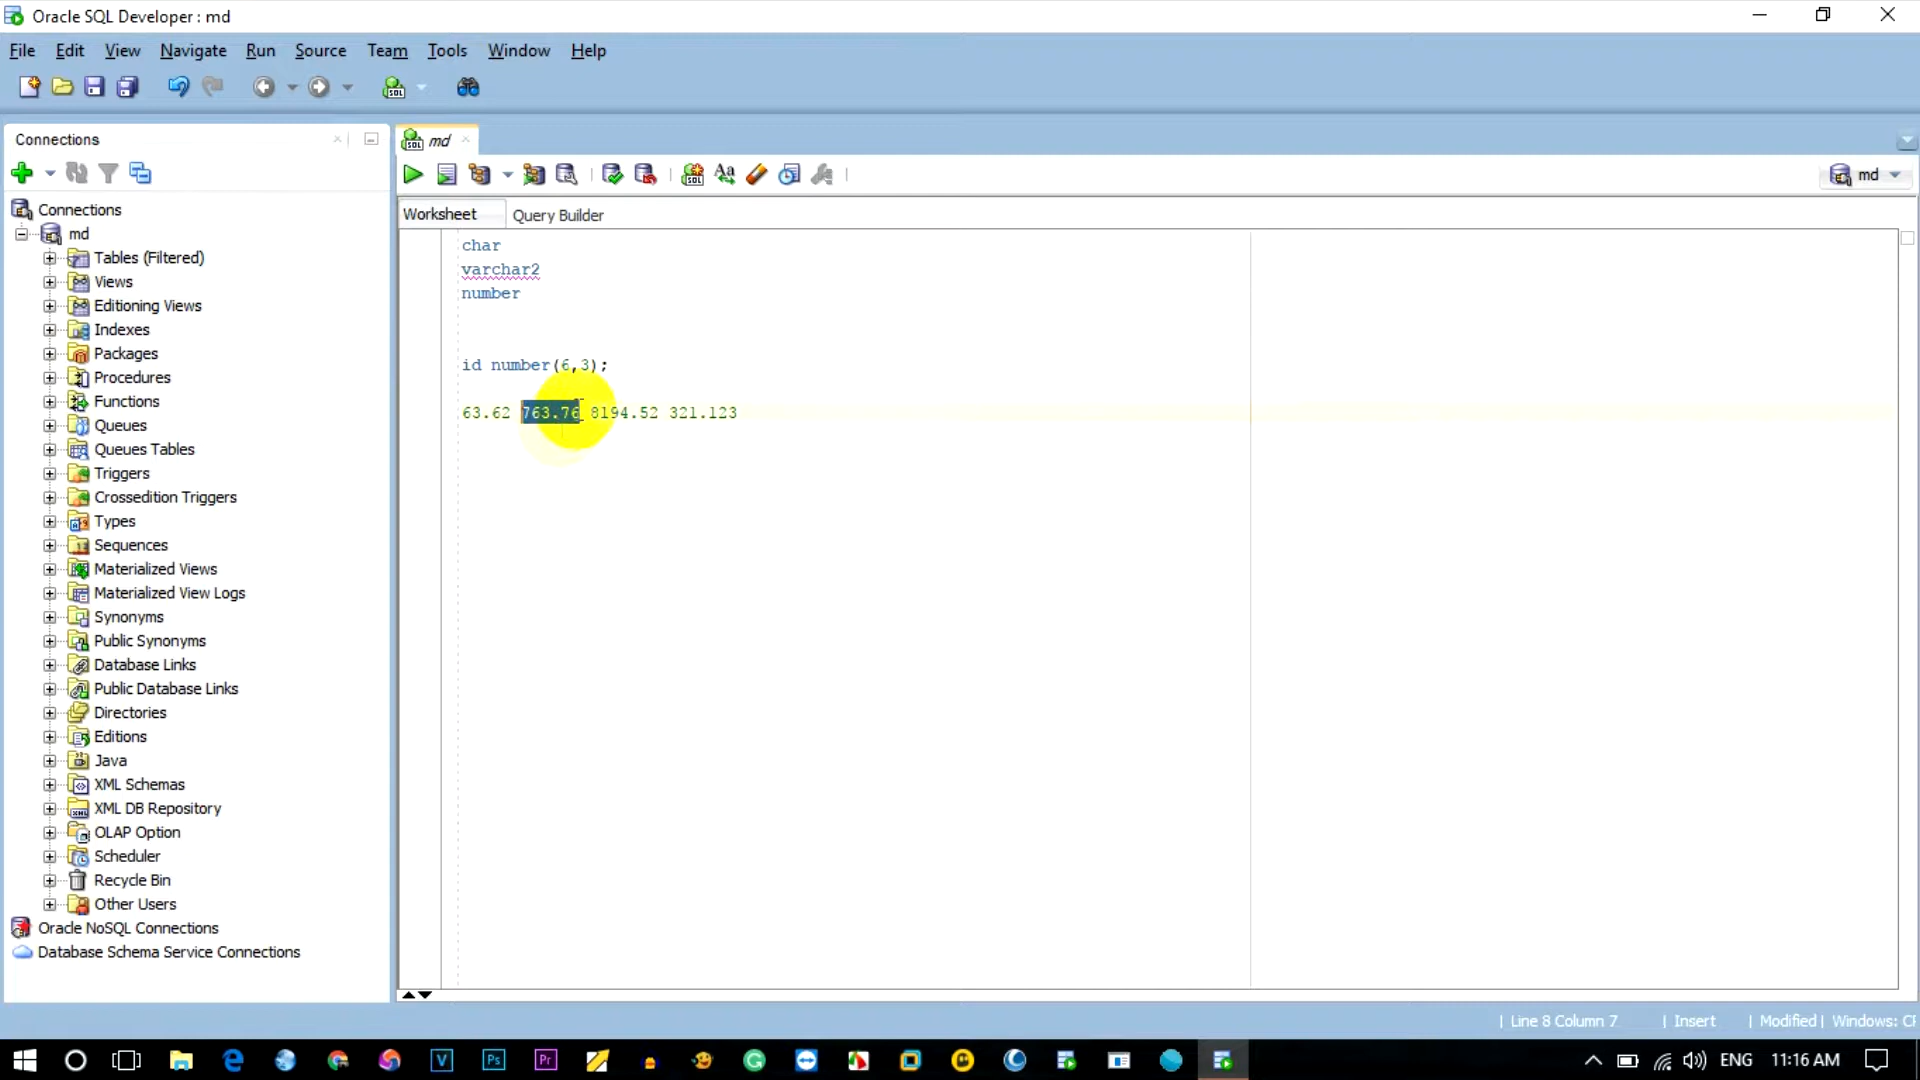 Oracle SQL Developer : md
File Edit View Navigate Run Source Team Tools Window Help
Connections
md
md
Worksheet Query Builder
Connections
md
Tables (Filtered)
Views
Editioning Views
Indexes
Packages
Procedures
Functions
Queues
Queues Tables
Triggers
Crossedition Triggers
Types
Sequences
Materialized Views
Materialized View Logs
Synonyms
Public Synonyms
Database Links
Public Database Links
Directories
Editions
Java
XML Schemas
XML DB Repository
OLAP Option
Scheduler
Recycle Bin
Other Users
Oracle NoSQL Connections
Database Schema Service Connections
char
varchar2
number
id number(6,3);
63.62 763.76 8194.52 321.123
| Line 8 Column 7 | Insert | Modified | Windows: CF
ENG 11:16 AM